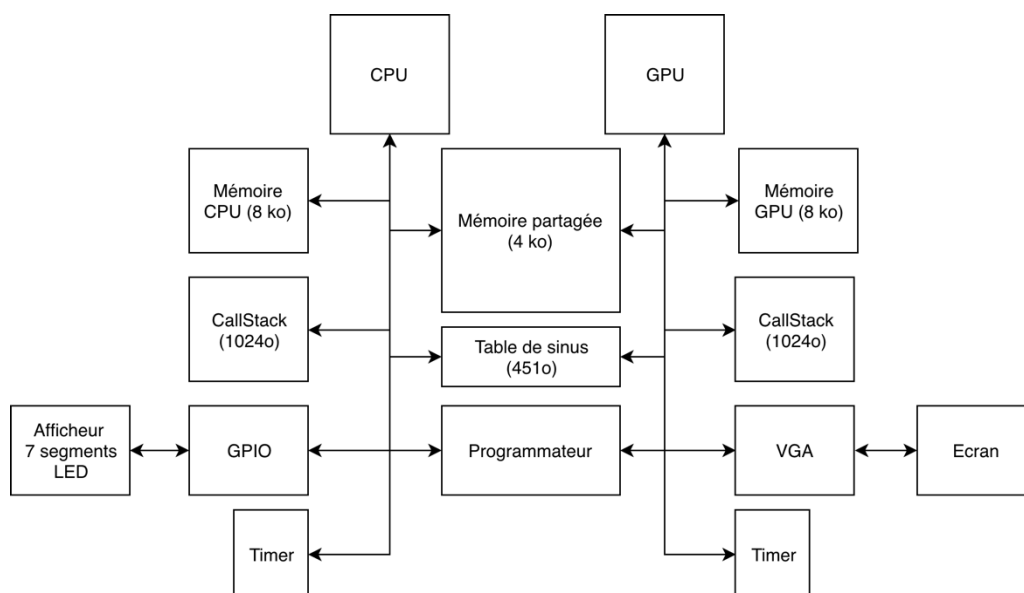 CPU
GPU
Mémoire
CPU (8 ko)
Mémoire partagée
(4 ko)
Mémoire
GPU (8 ko)
CallStack
(1024o)
Table de sinus
(451o)
CallStack
(1024o)
Afficheur
7 segments
LED
GPIO
Programmateur
VGA
Ecran
Timer
Timer